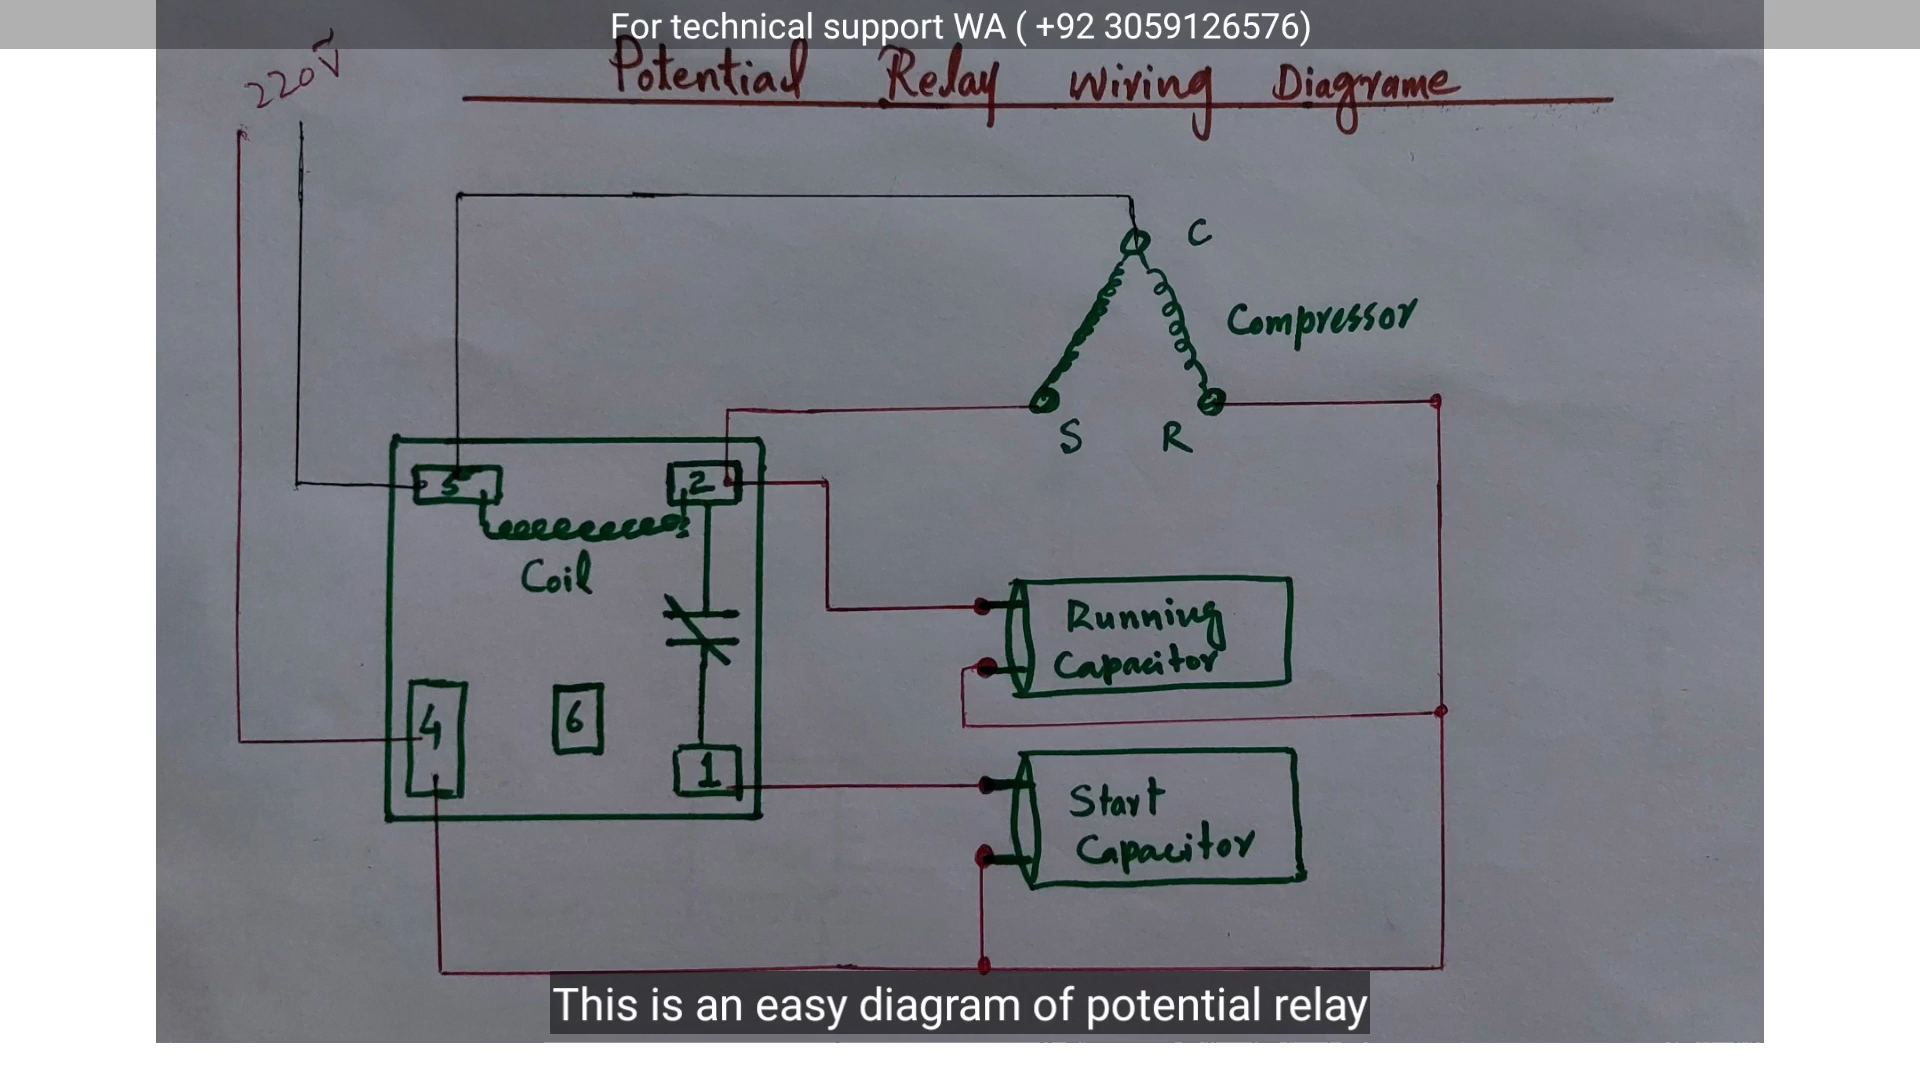 For technical support WA ( +92 3059126576)
220V
Potential Relay Wiring Diagrame
C
Compressor
S R
5 2
Coil
Running
Capacitor
4 6
1
Start
Capacitor
This is an easy diagram of potential relay